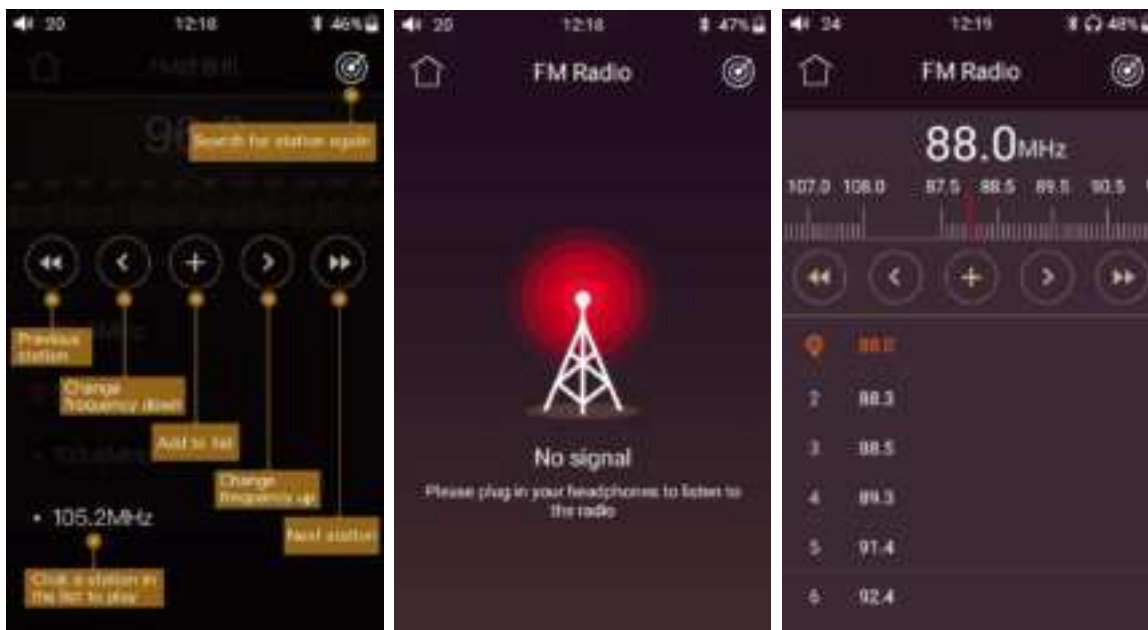 20 12:18 46%
Search for station again
Previous
station
Change
frequency down
Add to list
Change
frequency up
Next station
• 105.2MHz
Click a station in
the list to play
20 12:18 47%
FM Radio
No signal
Please plug in your headphones to listen to
the radio
24 12:19 48%
FM Radio
88.0MHz
107.0 108.0 87.5 88.5 89.5 90.5
88.0
2 88.3
3 88.5
4 89.3
5 91.4
6 92.4